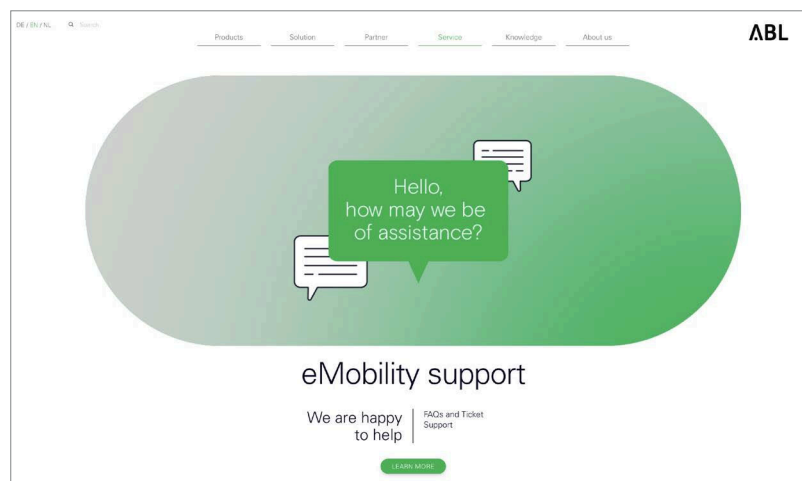 DE / EN / NL
Search
Products
Solution
Partner
Service
Knowledge
About us
ABL
Hello,
how may we be
of assistance?
eMobility support
We are happy
to help
FAQs and Ticket
Support
LEARN MORE